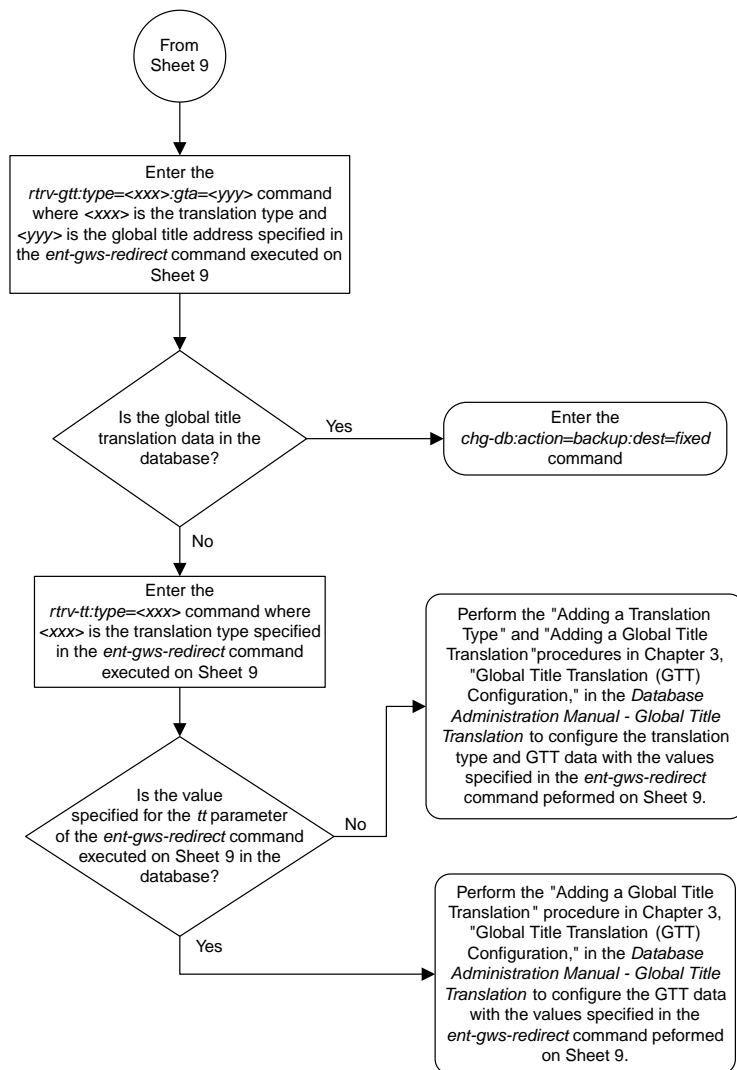 From
Sheet 9
Enter the
rtrv-gtt:type=<xxx>:gta=<yyy> command
where <xxx> is the translation type and
<yyy> is the global title address specified in
the ent-gws-redirect command executed on
Sheet 9
Is the global title
translation data in the
database?
Yes
Enter the
chg-db:action=backup:dest=fixed
command
No
Enter the
rtrv-tt:type=<xxx> command where
<xxx> is the translation type specified
in the ent-gws-redirect command
executed on Sheet 9
Is the value
specified for the tt parameter
of the ent-gws-redirect command
executed on Sheet 9 in the
database?
No
Perform the "Adding a Translation
Type" and "Adding a Global Title
Translation"procedures in Chapter 3,
"Global Title Translation (GTT)
Configuration," in the Database
Administration Manual - Global Title
Translation to configure the translation
type and GTT data with the values
specified in the ent-gws-redirect
command peformed on Sheet 9.
Yes
Perform the "Adding a Global Title
Translation" procedure in Chapter 3,
"Global Title Translation (GTT)
Configuration," in the Database
Administration Manual - Global Title
Translation to configure the GTT data
with the values specified in the
ent-gws-redirect command peformed
on Sheet 9.